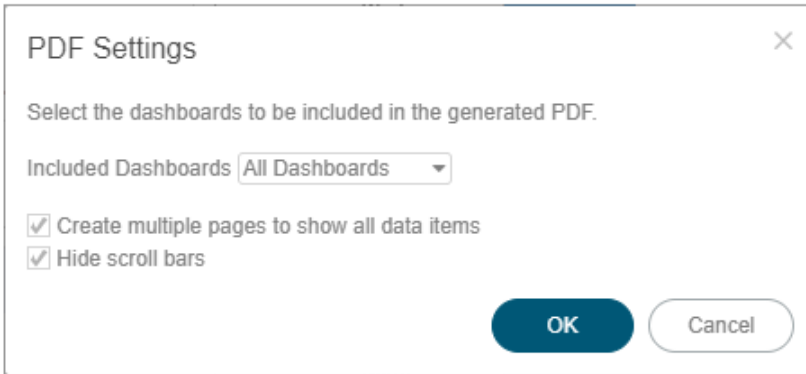 PDF Settings
Select the dashboards to be included in the generated PDF.
Included Dashboards All Dashboards
Create multiple pages to show all data items
Hide scroll bars
OK Cancel